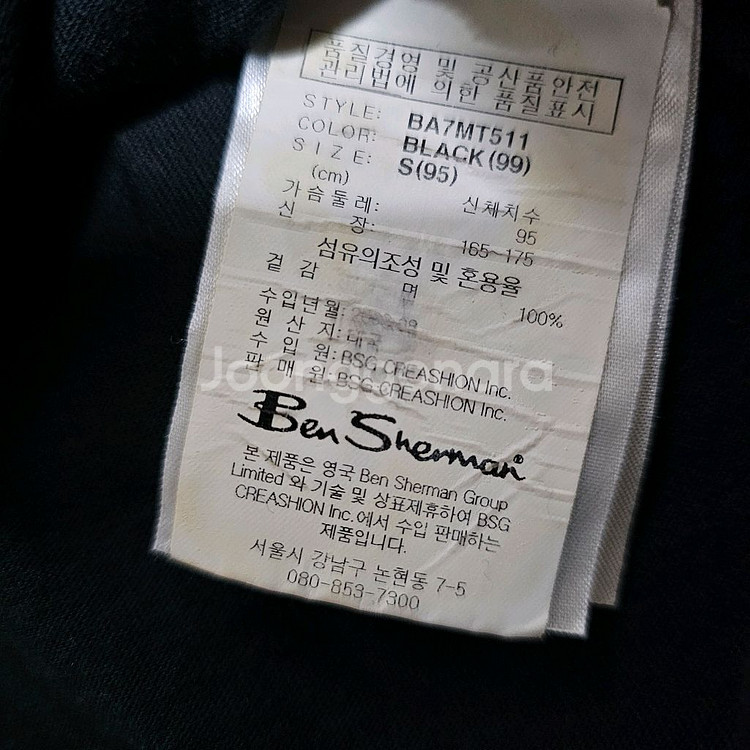 품질경영 및 공산품안전
관리법에 의한 품질표시
STYLE: BA7MT511
COLOR: BLACK(99)
SIZE: S(95)
(cm) 신체치수
가슴둘레: 95
신 장: 165~175
섬유의조성 및 혼용율
겉 감 면 100%
수입년월:
원 산 지: 태국
수 입 원: BSG CREASHION Inc.
판 매 원: BSG CREASHION Inc.
Joonggonara
Ben Sherman®
본 제품은 영국 Ben Sherman Group
Limited 와 기술 및 상표제휴하여 BSG
CREASHION Inc.에서 수입 판매하는
제품입니다.
서울시 강남구 논현동 7-5
080-853-7300